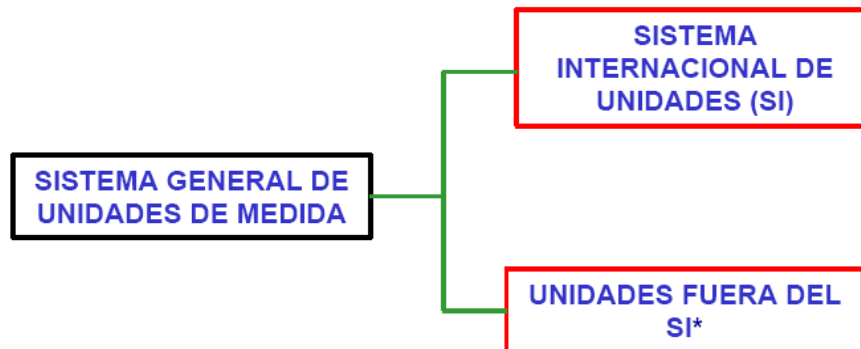 SISTEMA
INTERNACIONAL DE
UNIDADES (SI)
SISTEMA GENERAL DE
UNIDADES DE MEDIDA
UNIDADES FUERA DEL
SI*